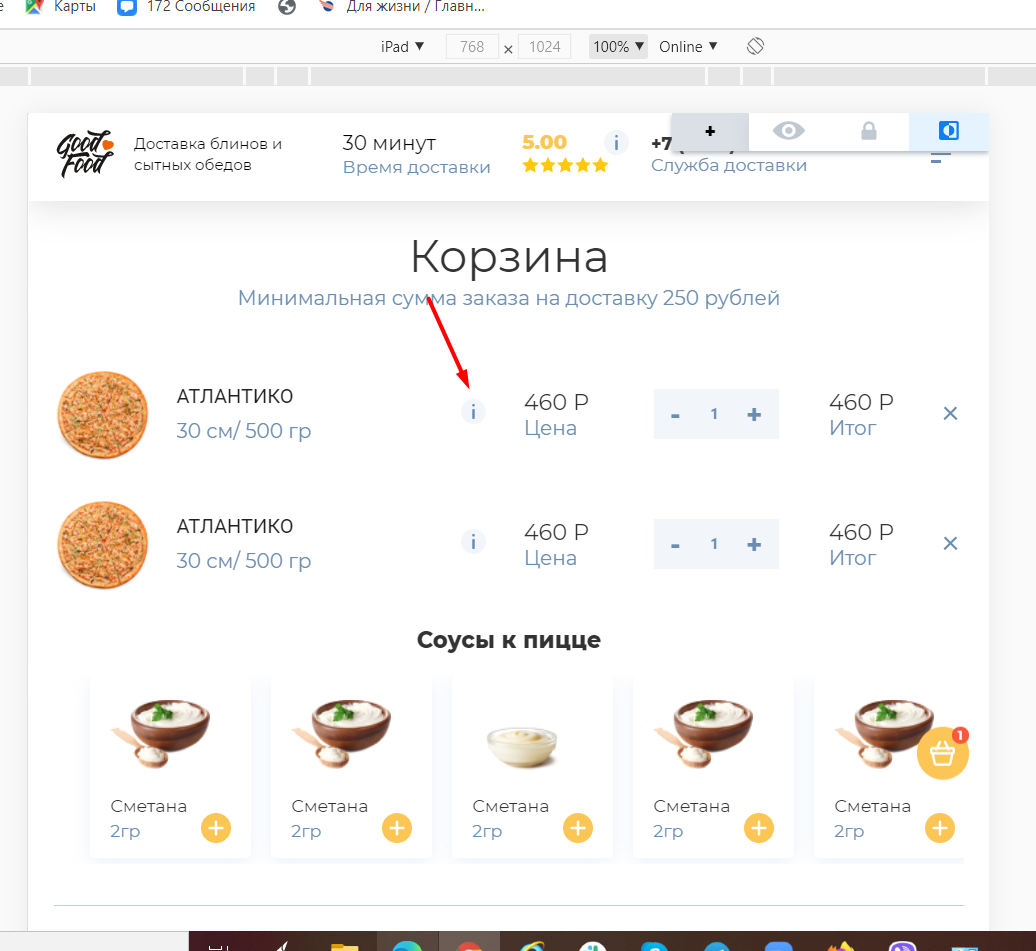 е Карты 172 Сообщения Для жизни / Главн...
iPad ▼ 768 × 1024 100% ▼ Online ▼
Good Food
Доставка блинов и
сытных обедов
30 минут
Время доставки
5.00 i
+7
Служба доставки
+
Корзина
Минимальная сумма заказа на доставку 250 рублей
АТЛАНТИКО
30 см/ 500 гр
i
460 Р
Цена
- 1 +
460 Р
Итог
×
АТЛАНТИКО
30 см/ 500 гр
i
460 Р
Цена
- 1 +
460 Р
Итог
×
Соусы к пицце
1
Сметана
2гр
+
Сметана
2гр
+
Сметана
2гр
+
Сметана
2гр
+
Сметана
2гр
+